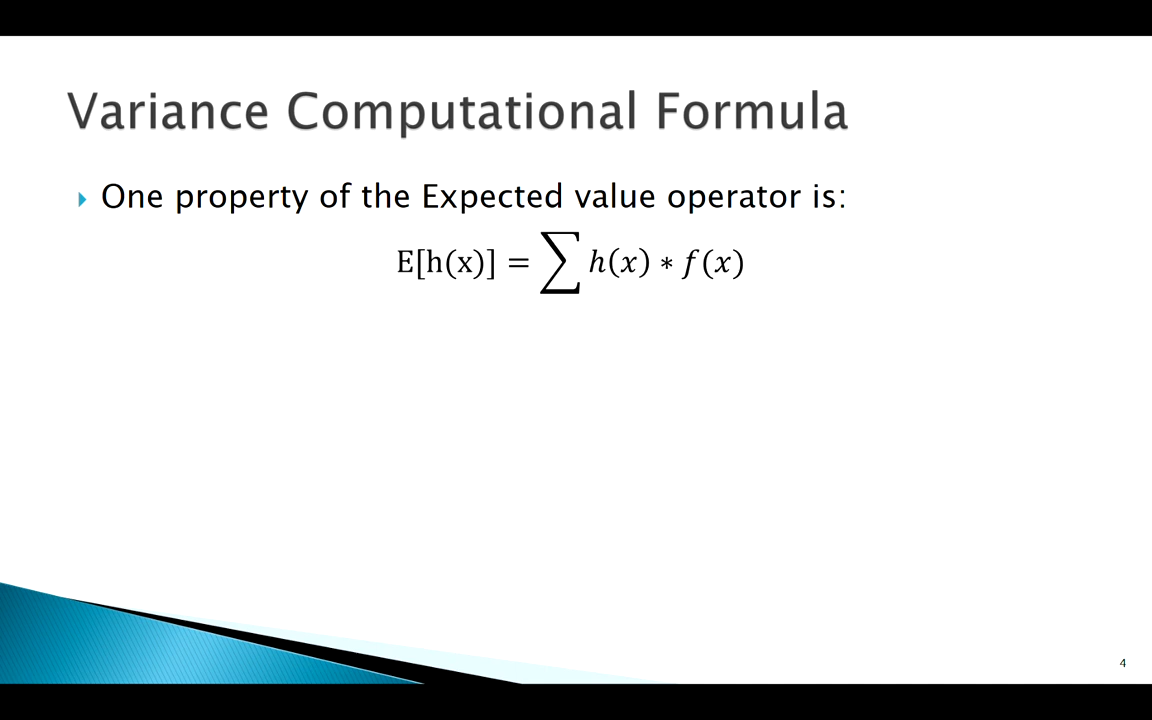 Variance Computational Formula
One property of the Expected value operator is:
E[h(x)] = ∑ ℎ(𝑥) ∗ 𝑓(𝑥)
4